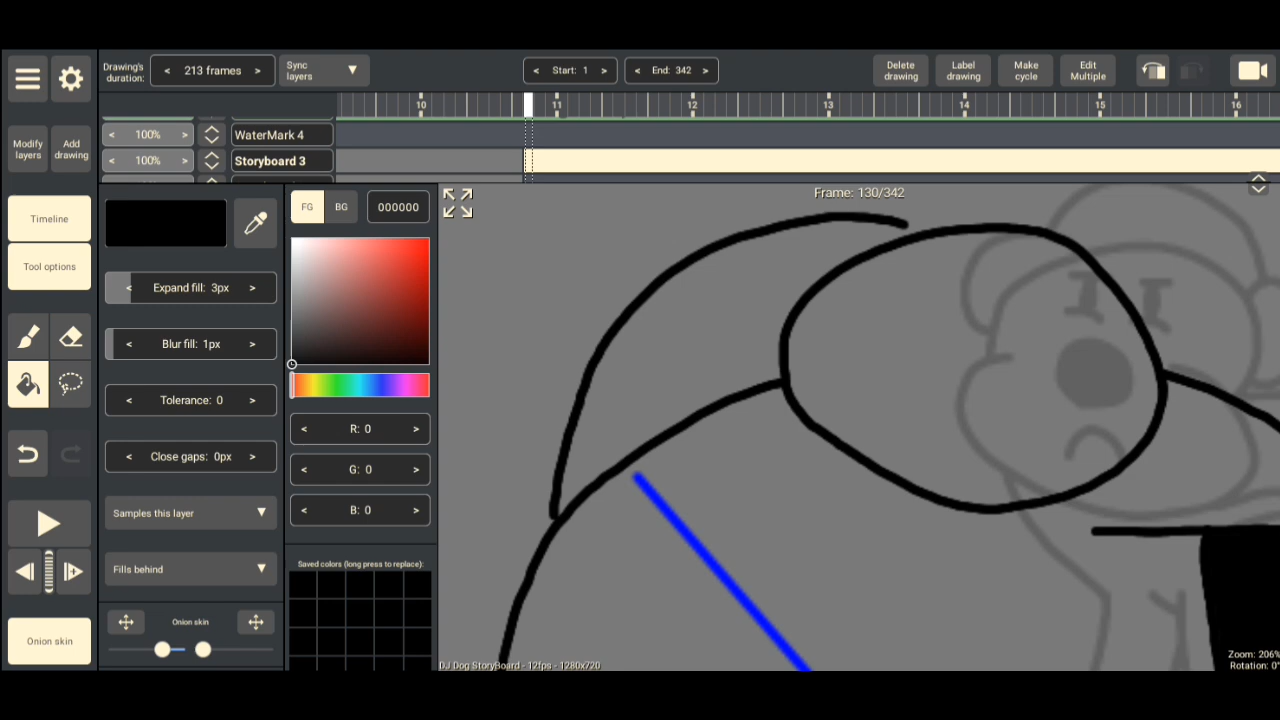 Drawing's duration:
< 213 frames >
Sync layers
< Start: 1 >
< End: 342 >
Delete drawing
Label drawing
Make cycle
Edit Multiple
10 11 12 13 14 15 16
Modify layers
Add drawing
< 100% > WaterMark 4
< 100% > Storyboard 3
Timeline
Tool options
FG BG 000000
Frame: 130/342
< Expand fill: 3px >
< Blur fill: 1px >
< Tolerance: 0 >
< Close gaps: 0px >
< R: 0 >
< G: 0 >
< B: 0 >
Samples this layer
Fills behind
Saved colors (long press to replace):
Onion skin
Onion skin
DJ Dog StoryBoard - 12fps - 1280x720
Zoom: 206%
Rotation: 0°